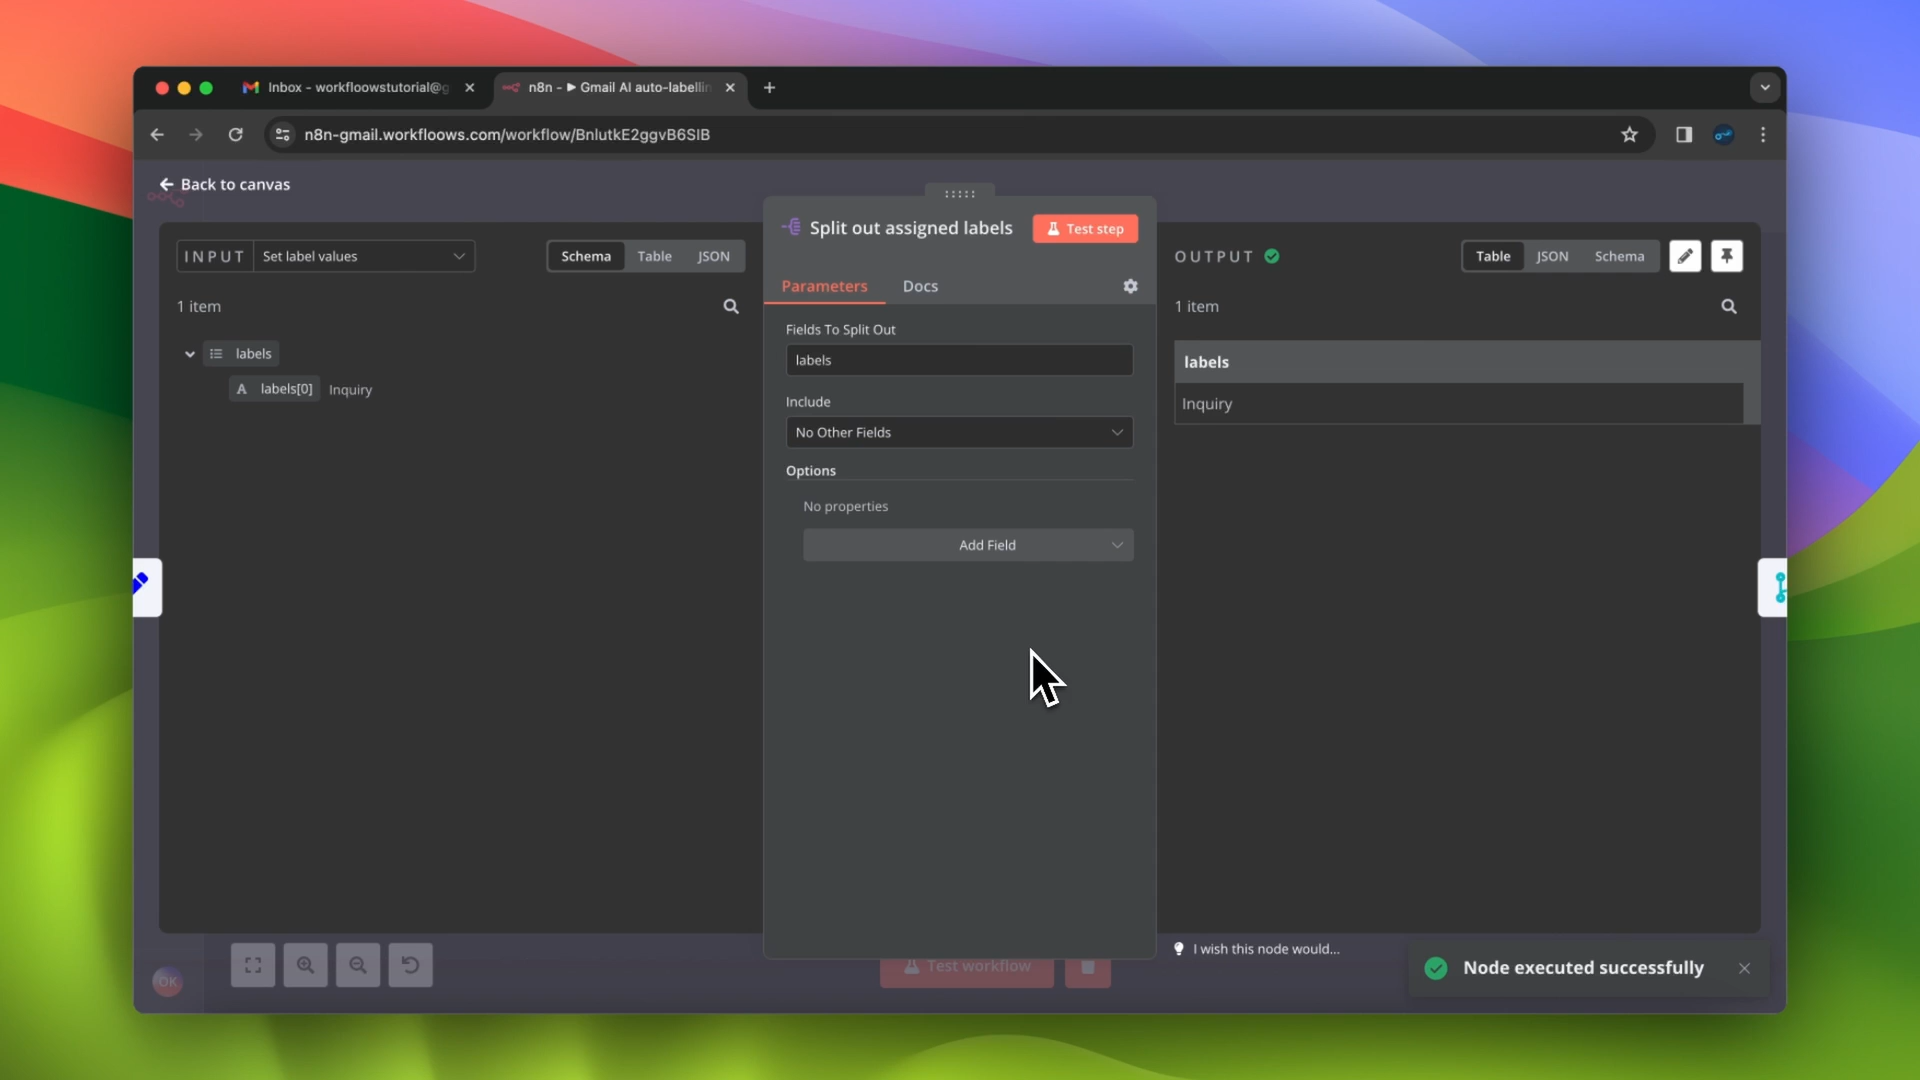 Inbox - workfloowstutorial@g
n8n - ▶ Gmail AI auto-labellin
n8n-gmail.workfloows.com/workflow/BnlutkE2ggvB6SlB
Back to canvas
Split out assigned labels
Test step
INPUT
Set label values
Schema
Table
JSON
OUTPUT
Table
JSON
Schema
Parameters
Docs
1 item
1 item
Fields To Split Out
labels
labels
labels
labels[0]
Inquiry
Include
Inquiry
No Other Fields
Options
No properties
Add Field
I wish this node would...
OK
Test workflow
Node executed successfully